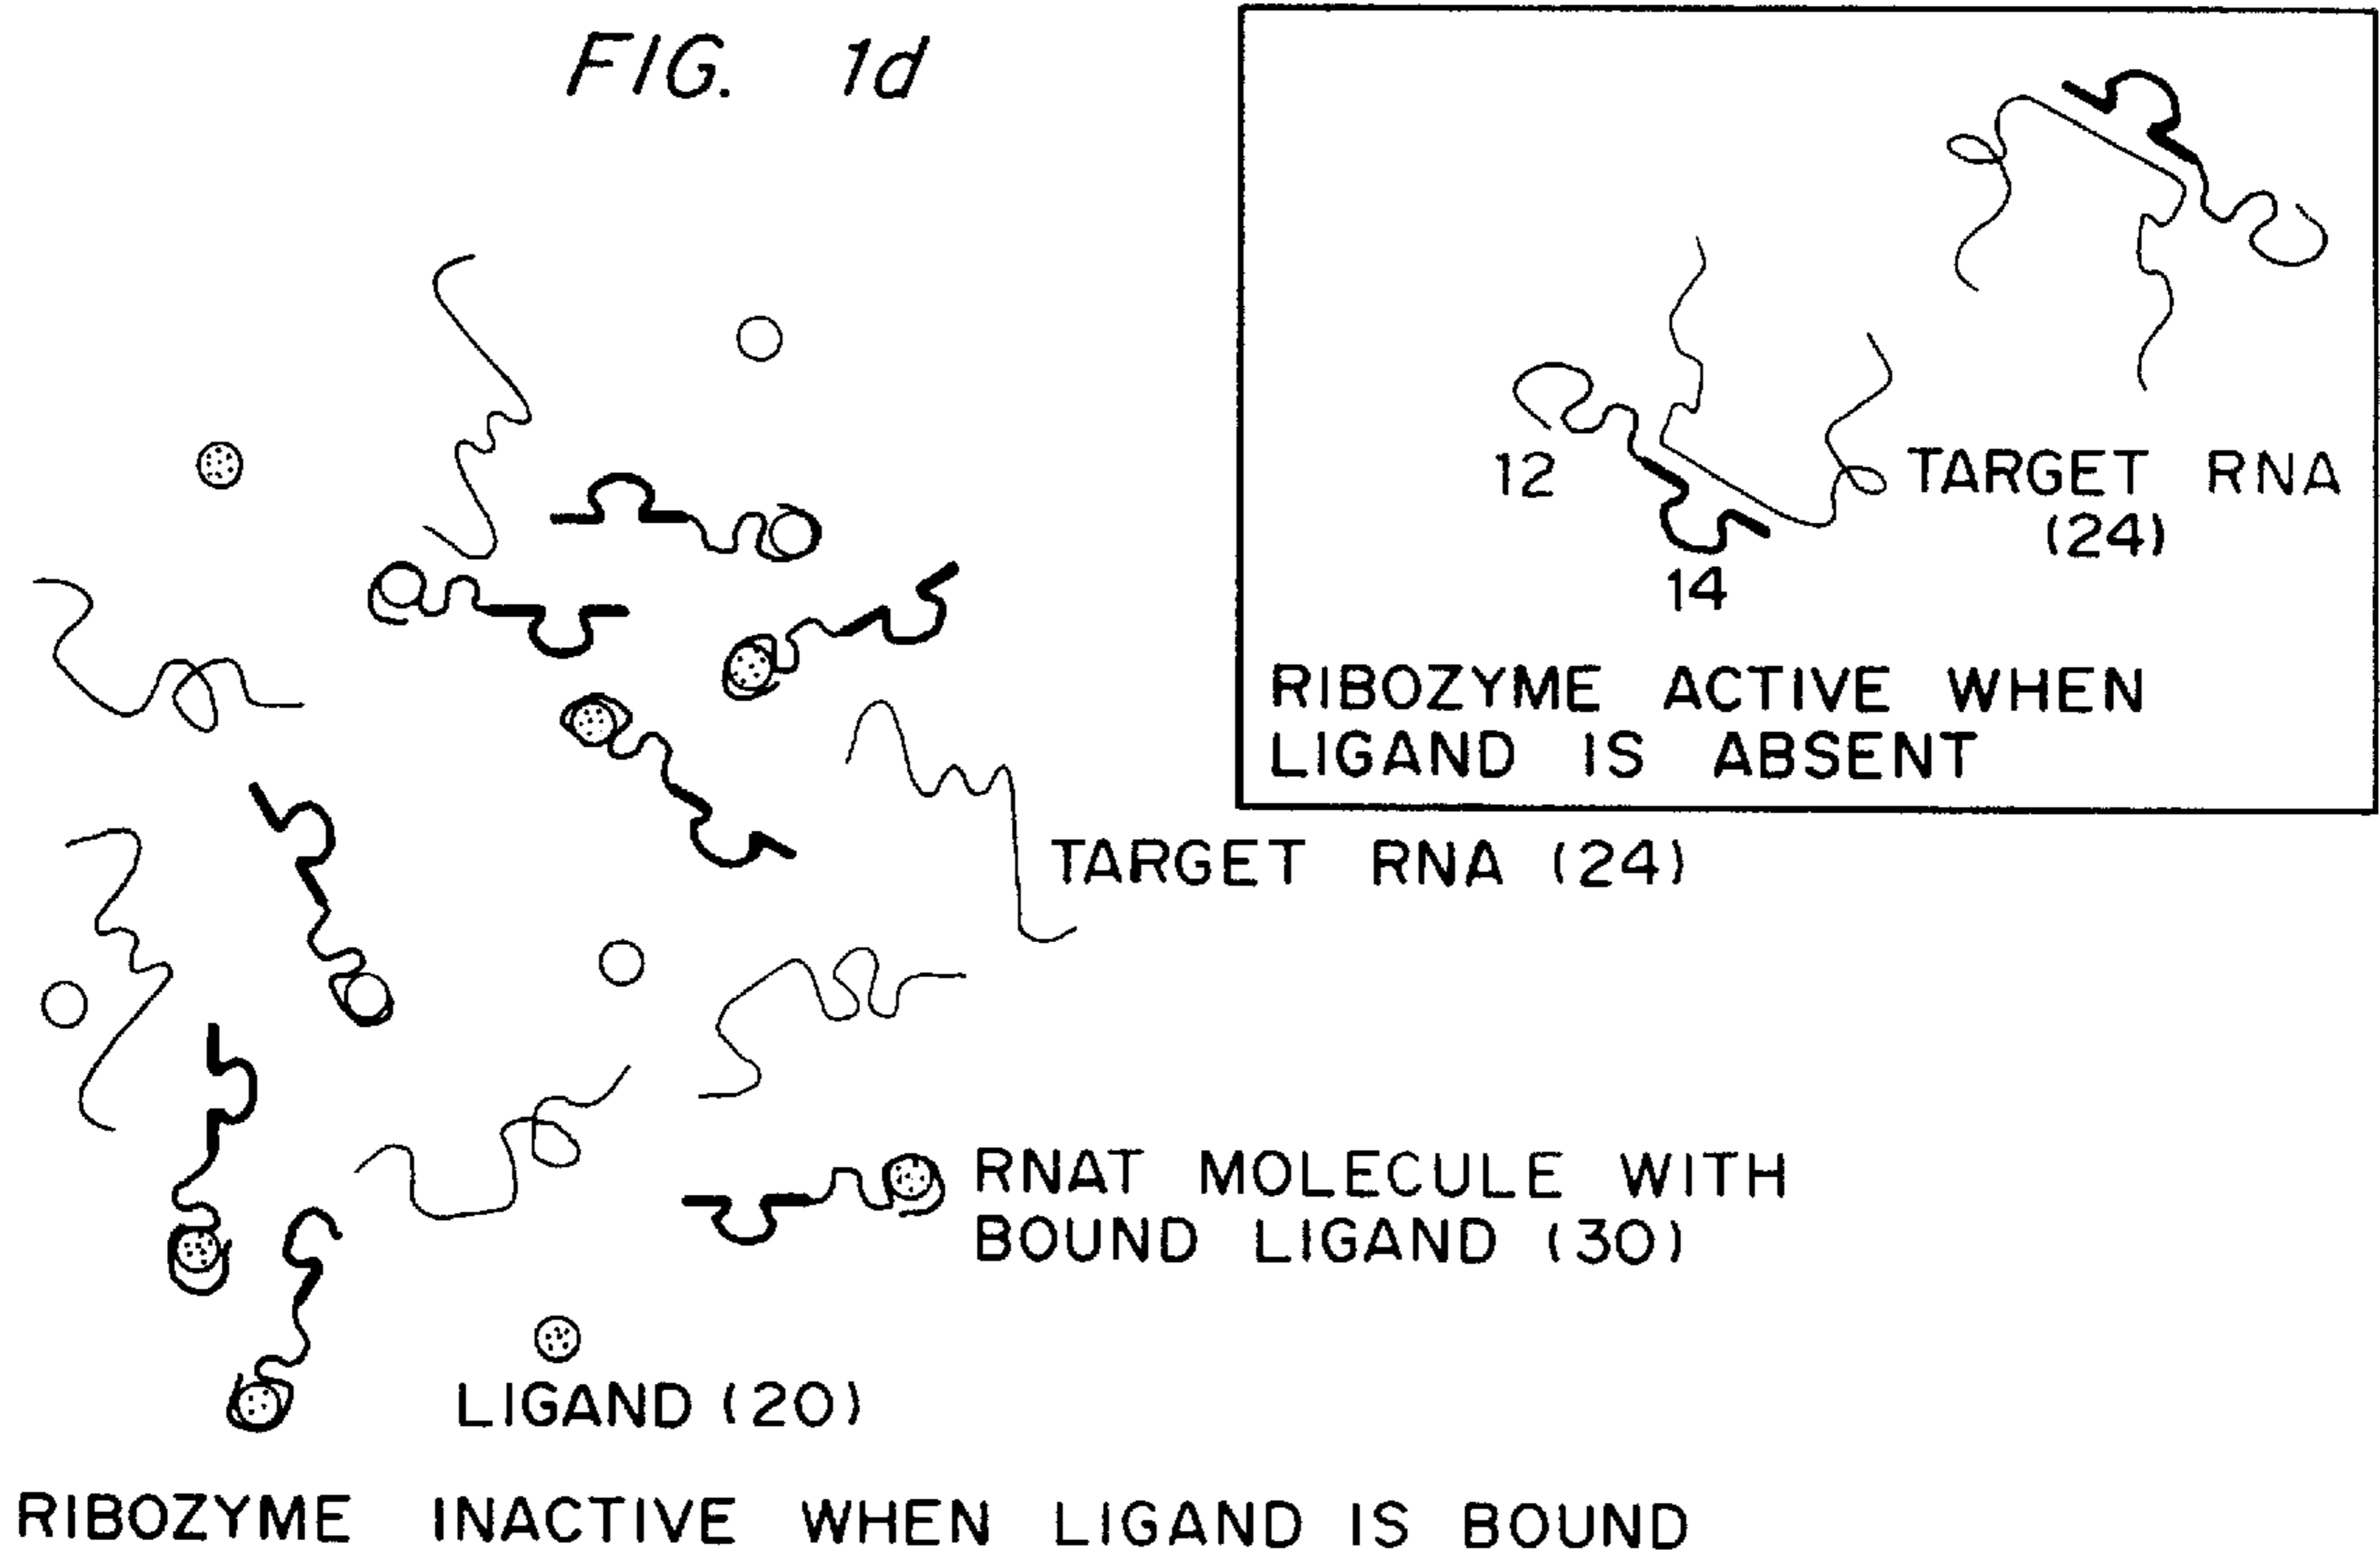 FIG. 1d
12
TARGET RNA
(24)
14
RIBOZYME ACTIVE WHEN
LIGAND IS ABSENT
TARGET RNA (24)
RNAT MOLECULE WITH
BOUND LIGAND (30)
LIGAND (20)
RIBOZYME INACTIVE WHEN LIGAND IS BOUND